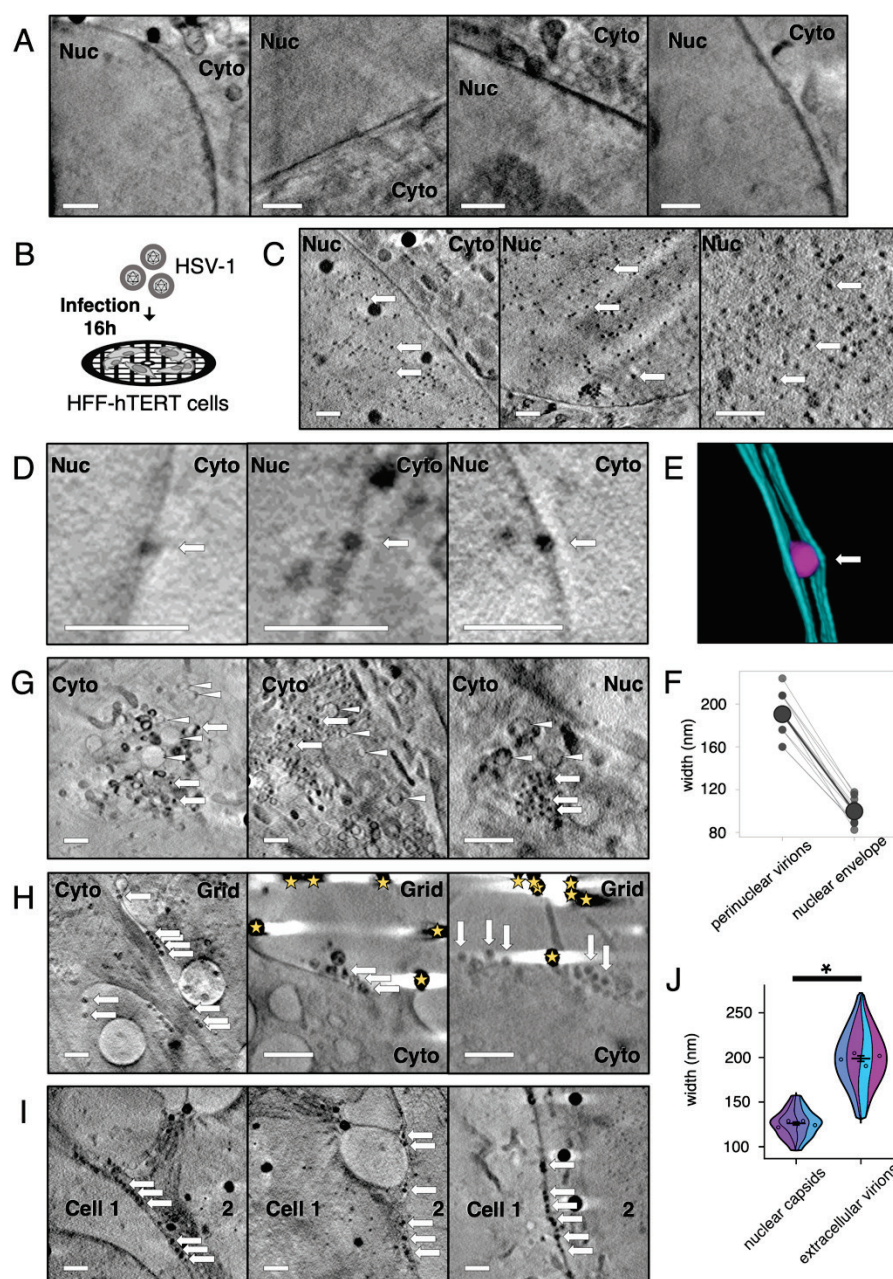 A
Nuc
Cyto
Nuc
Cyto
Cyto
Nuc
Nuc
Cyto
B
HSV-1
Infection
16h
HFF-hTERT cells
C
Nuc
Cyto
Nuc
Nuc
D
Nuc
Cyto
Nuc
Cyto
Nuc
Cyto
E
G
Cyto
Cyto
Cyto
Nuc
F
width (nm)
200
160
120
80
perinuclear virions
nuclear envelope
H
Cyto
Grid
Grid
Cyto
Grid
Cyto
I
Cell 1
2
Cell 1
2
Cell 1
2
J
*
width (nm)
250
200
150
100
nuclear capsids
extracellular virions